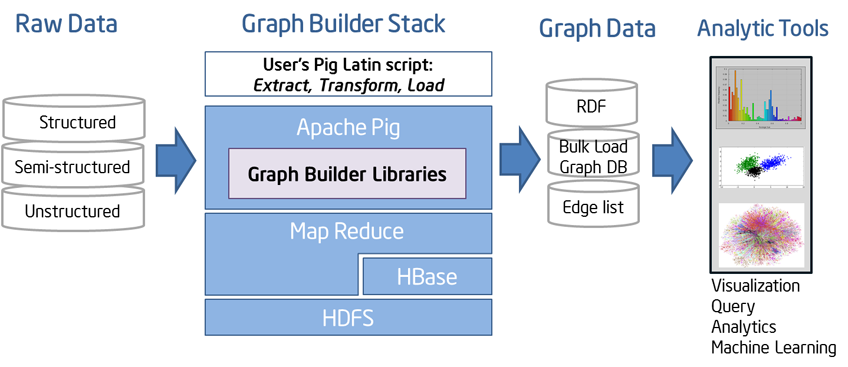 Raw Data
Graph Builder Stack
Graph Data
Analytic Tools
Structured
Semi-structured
Unstructured
User's Pig Latin script:
Extract, Transform, Load
Apache Pig
Graph Builder Libraries
Map Reduce
HBase
HDFS
RDF
Bulk Load
Graph DB
Edge list
Visualization
Query
Analytics
Machine Learning